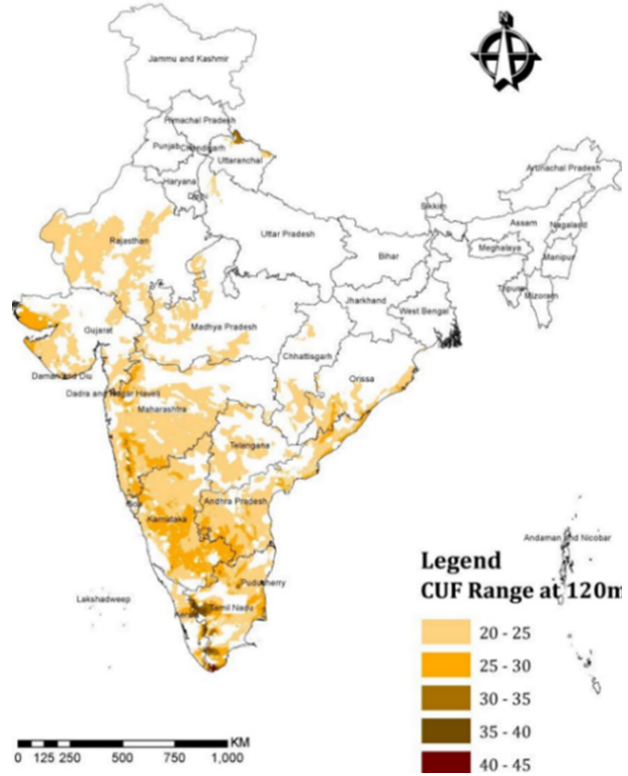 N
Jammu and Kashmir
Himachal Pradesh
Punjab
Chandigarh
Uttaranchal
Haryana
Delhi
Arunachal Pradesh
Sikkim
Assam
Nagaland
Rajasthan
Uttar Pradesh
Bihar
Meghalaya
Manipur
Tripura
Mizoram
Jharkhand
West Bengal
Gujarat
Madhya Pradesh
Chhattisgarh
Daman and Diu
Orissa
Dadra and Nagar Haveli
Maharashtra
Telangana
Goa
Andhra Pradesh
Karnataka
Andaman and Nicobar
Puducherry
Lakshadweep
Kerala
Tamil Nadu
Legend
CUF Range at 120m
20 - 25
25 - 30
30 - 35
35 - 40
40 - 45
KM
0 125 250 500 750 1,000